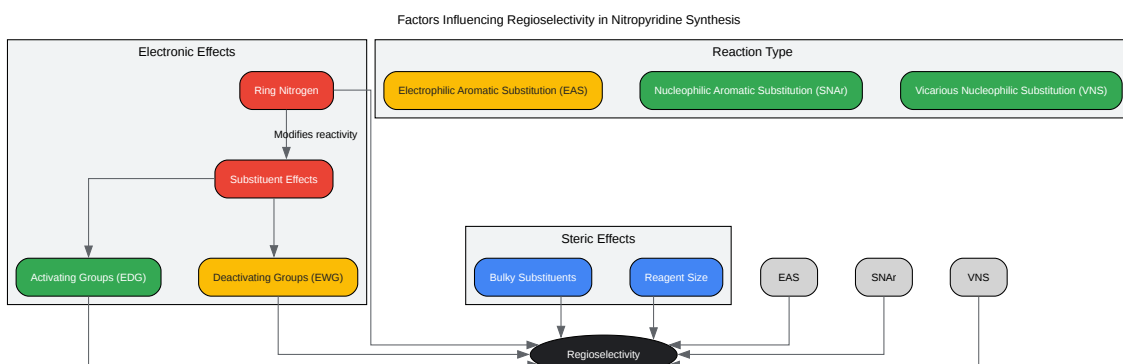 Factors Influencing Regioselectivity in Nitropyridine Synthesis
Electronic Effects
Reaction Type
Ring Nitrogen
Electrophilic Aromatic Substitution (EAS)
Nucleophilic Aromatic Substitution (SNAr)
Vicarious Nucleophilic Substitution (VNS)
Modifies reactivity
Substituent Effects
Steric Effects
Activating Groups (EDG)
Deactivating Groups (EWG)
Bulky Substituents
Reagent Size
EAS
SNAr
VNS
Regioselectivity